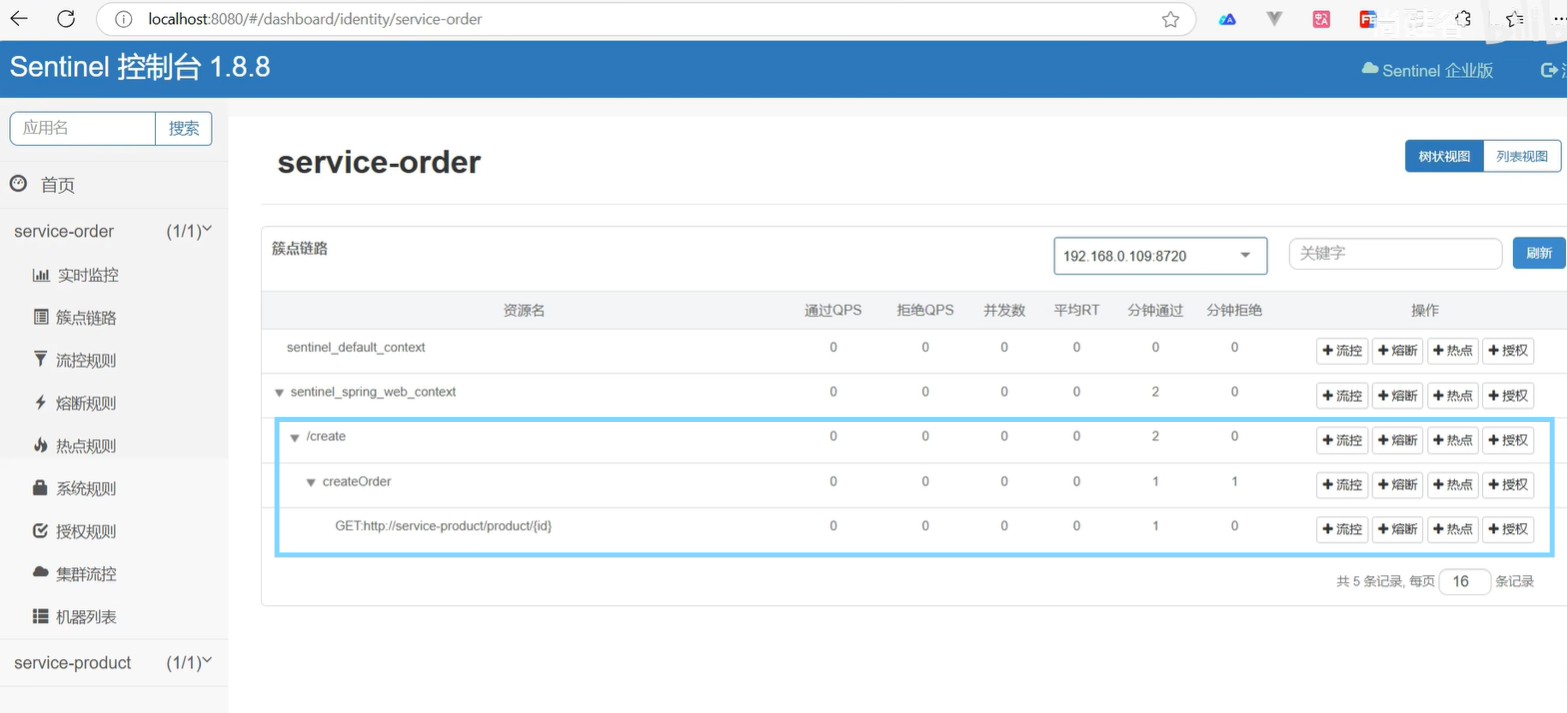 localhost:8080/#/dashboard/identity/service-order
Sentinel 控制台 1.8.8
Sentinel 企业版
应用名 搜索
首页
service-order (1/1)
实时监控
簇点链路
流控规则
熔断规则
热点规则
系统规则
授权规则
集群流控
机器列表
service-product (1/1)
service-order
树状视图 列表视图
簇点链路
192.168.0.109:8720 关键字 刷新
资源名 通过QPS 拒绝QPS 并发数 平均RT 分钟通过 分钟拒绝 操作
sentinel_default_context 0 0 0 0 0 0 +流控 +熔断 +热点 +授权
sentinel_spring_web_context 0 0 0 0 2 0 +流控 +熔断 +热点 +授权
/create 0 0 0 0 2 0 +流控 +熔断 +热点 +授权
createOrder 0 0 0 0 1 1 +流控 +熔断 +热点 +授权
GET:http://service-product/product/{id} 0 0 0 0 1 0 +流控 +熔断 +热点 +授权
共 5 条记录, 每页 16 条记录